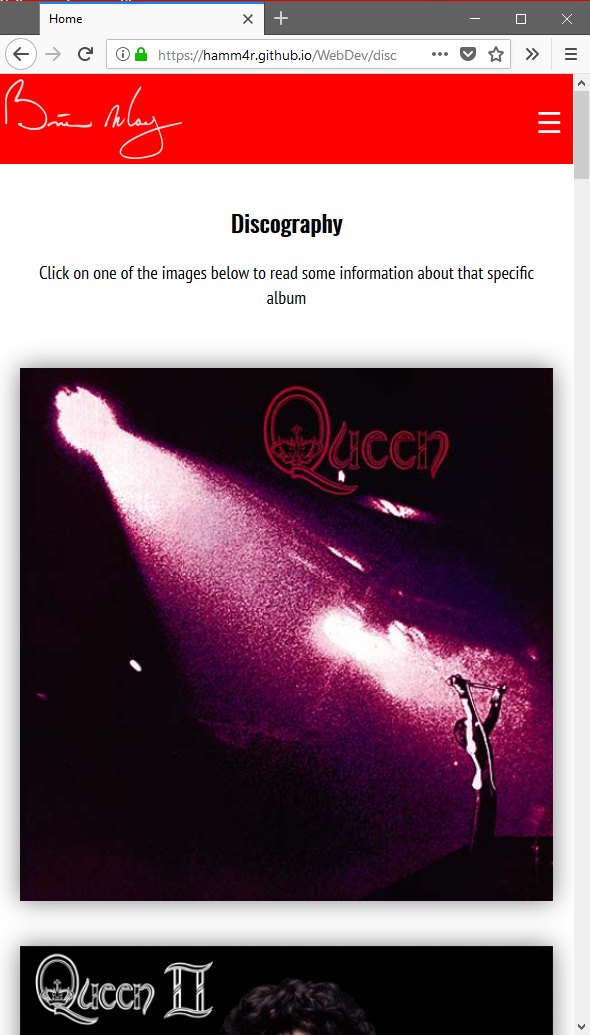 Home
https://hamm4r.github.io/WebDev/disc
Brian May
Discography
Click on one of the images below to read some information about that specific
album
Queen
Queen II